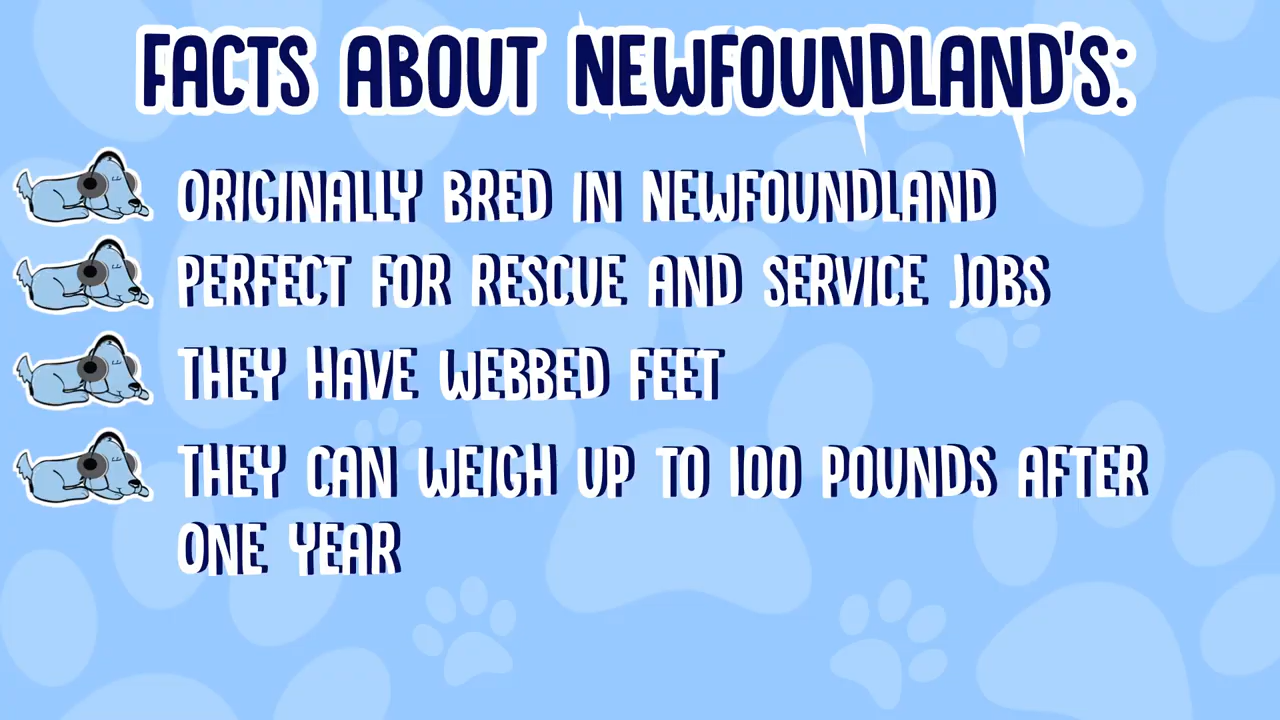 FACTS ABOUT NEWFOUNDLAND'S:
ORIGINALLY BRED IN NEWFOUNDLAND
PERFECT FOR RESCUE AND SERVICE JOBS
THEY HAVE WEBBED FEET
THEY CAN WEIGH UP TO 100 POUNDS AFTER
ONE YEAR